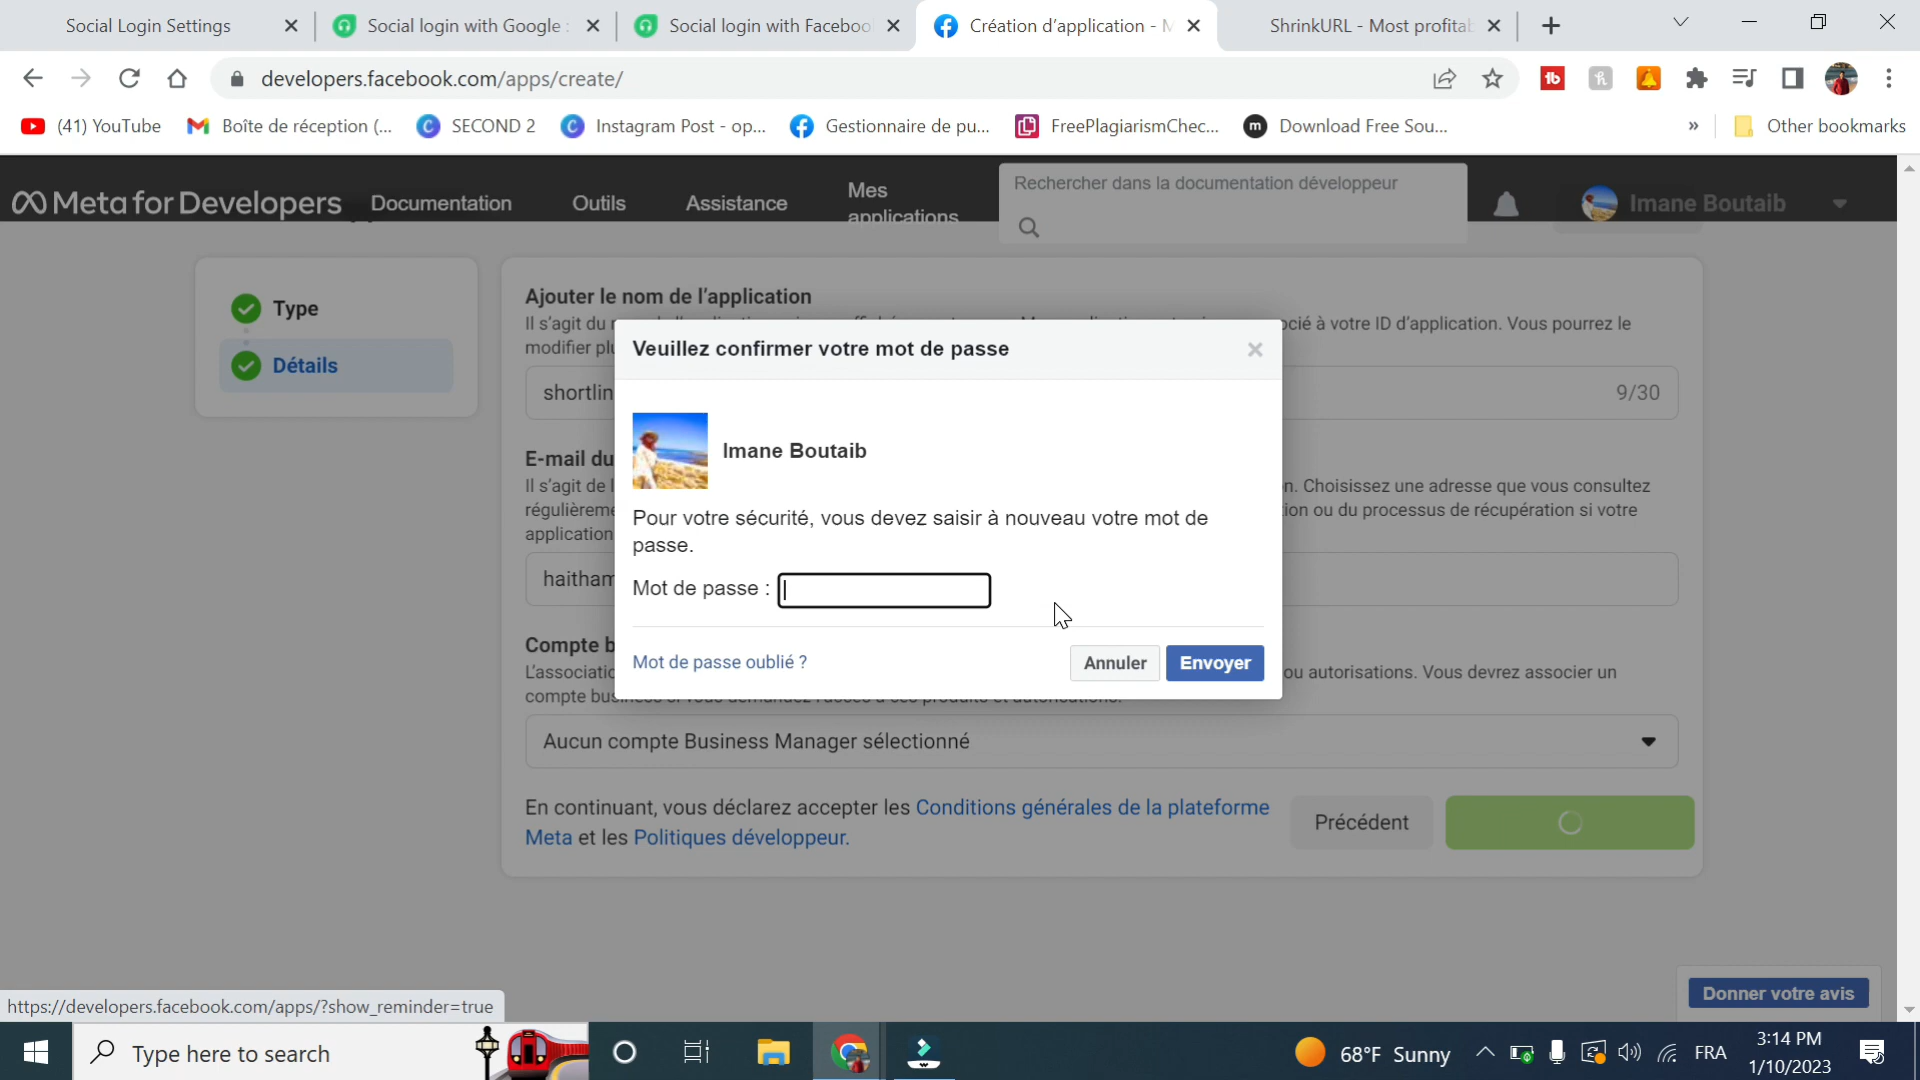 Social Login Settings
Social login with Google :
Social login with Faceboo
Création d'application - M
ShrinkURL - Most profita
developers.facebook.com/apps/create/
(41) YouTube
Boîte de réception (...
SECOND 2
Instagram Post - op...
Gestionnaire de pu...
FreePlagiarismChec...
Download Free Sou...
»
Other bookmarks
Meta for Developers
Documentation
Outils
Assistance
Mes
applications
Rechercher dans la documentation développeur
Imane Boutaib
Type
Détails
Ajouter le nom de l'application
Il s'agit du
ocié à votre ID d'application. Vous pourrez le
modifier plu
shortlin
9/30
E-mail du
Il s'agit de l
n. Choisissez une adresse que vous consultez
régulièreme
ion ou du processus de récupération si votre
application
haitham
Compte b
L'associatio
ou autorisations. Vous devrez associer un
compte bus
Veuillez confirmer votre mot de passe
Imane Boutaib
Pour votre sécurité, vous devez saisir à nouveau votre mot de
passe.
Mot de passe :
Mot de passe oublié ?
Annuler
Envoyer
Aucun compte Business Manager sélectionné
En continuant, vous déclarez accepter les Conditions générales de la plateforme
Meta et les Politiques développeur.
Précédent
Donner votre avis
https://developers.facebook.com/apps/?show_reminder=true
Type here to search
68°F Sunny
FRA
3:14 PM
1/10/2023